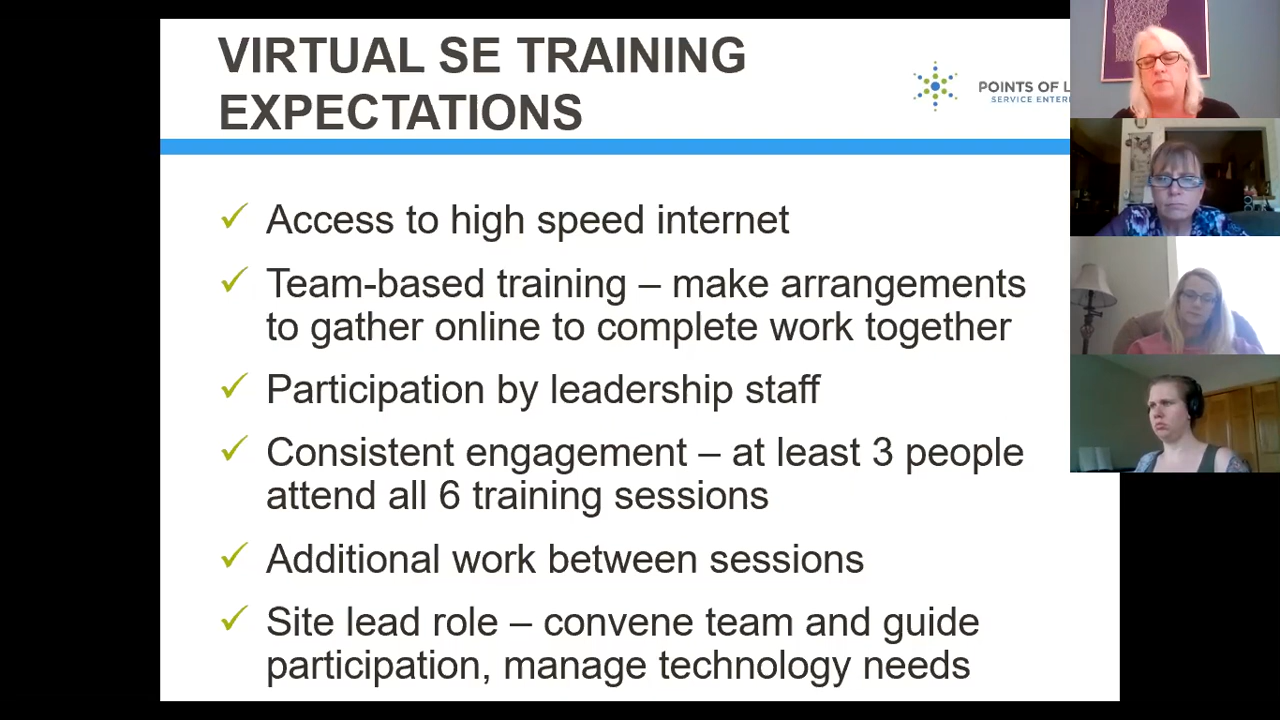 VIRTUAL SE TRAINING
EXPECTATIONS
POINTS OF
SERVICE
✓ Access to high speed internet
✓ Team-based training – make arrangements
to gather online to complete work together
✓ Participation by leadership staff
✓ Consistent engagement – at least 3 people
attend all 6 training sessions
✓ Additional work between sessions
✓ Site lead role – convene team and guide
participation, manage technology needs